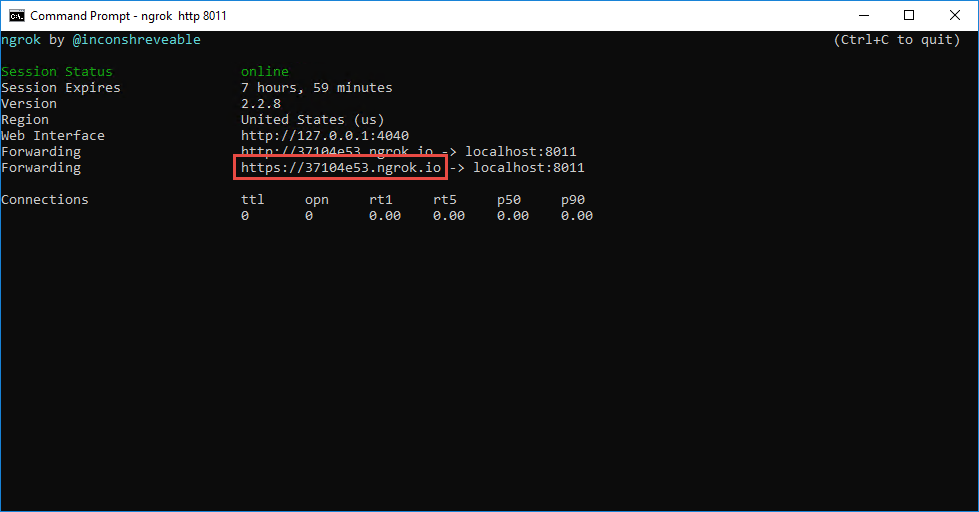 Command Prompt - ngrok  http 8011
ngrok by @inconshreveable (Ctrl+C to quit)
Session Status online
Session Expires 7 hours, 59 minutes
Version 2.2.8
Region United States (us)
Web Interface http://127.0.0.1:4040
Forwarding http://37104e53.ngrok.io -> localhost:8011
Forwarding https://37104e53.ngrok.io -> localhost:8011
Connections ttl opn rt1 rt5 p50 p90
0 0 0.00 0.00 0.00 0.00